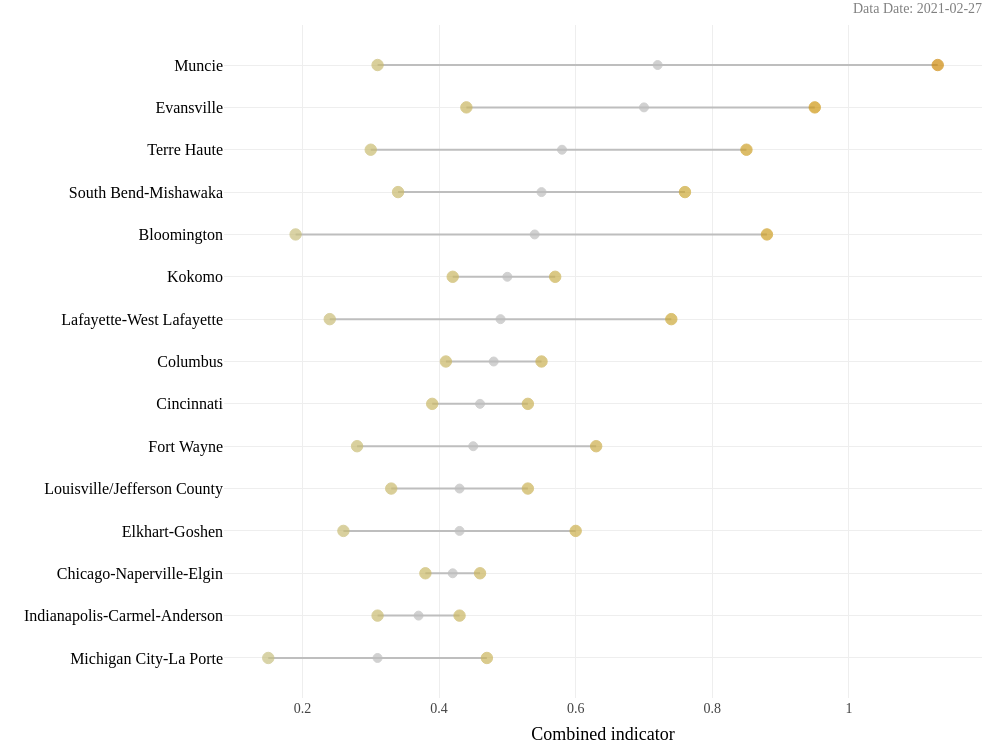 Data Date: 2021-02-27
Muncie
Evansville
Terre Haute
South Bend-Mishawaka
Bloomington
Kokomo
Lafayette-West Lafayette
Columbus
Cincinnati
Fort Wayne
Louisville/Jefferson County
Elkhart-Goshen
Chicago-Naperville-Elgin
Indianapolis-Carmel-Anderson
Michigan City-La Porte
0.2 0.4 0.6 0.8 1
Combined indicator